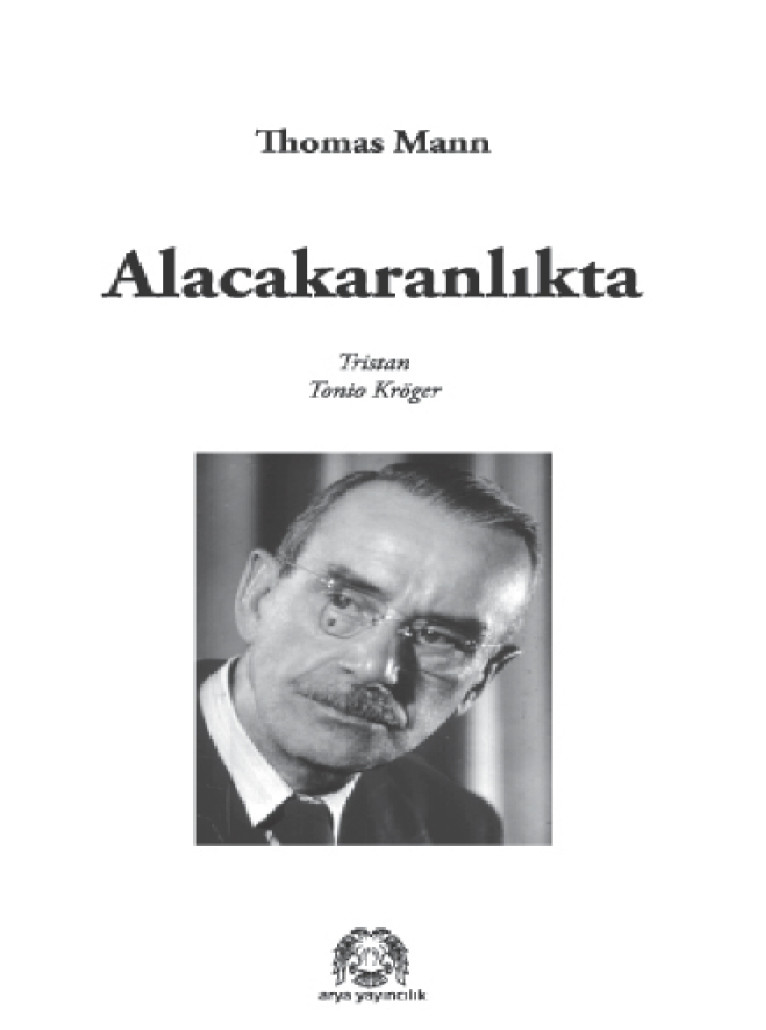 Thomas Mann
Alacakaranlıkta
Tristan
Tonio Kröger
arya yayıncılık